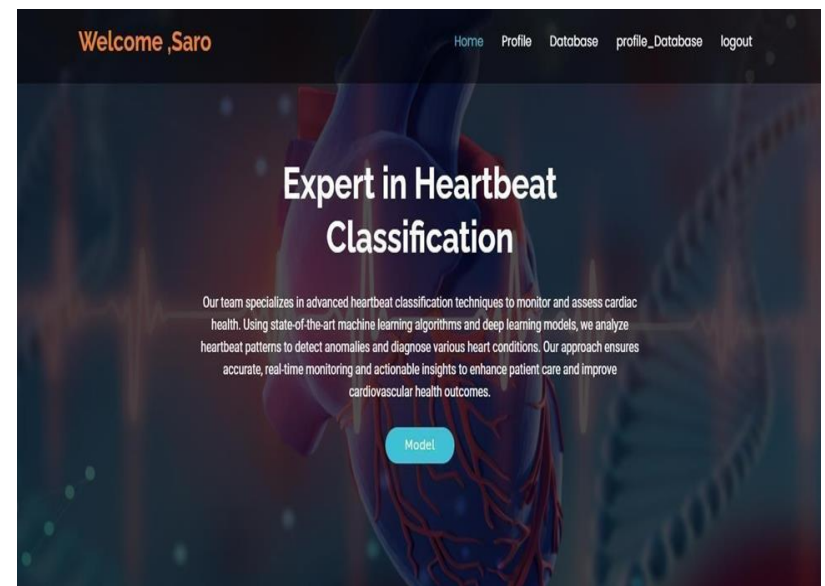 Welcome ,Saro
Home Profile Database profile_Database logout
Expert in Heartbeat
Classification
Our team specializes in advanced heartbeat classification techniques to monitor and assess cardiac
health. Using state-of-the-art machine learning algorithms and deep learning models, we analyze
heartbeat patterns to detect anomalies and diagnose various heart conditions. Our approach ensures
accurate, real-time monitoring and actionable insights to enhance patient care and improve
cardiovascular health outcomes.
Model